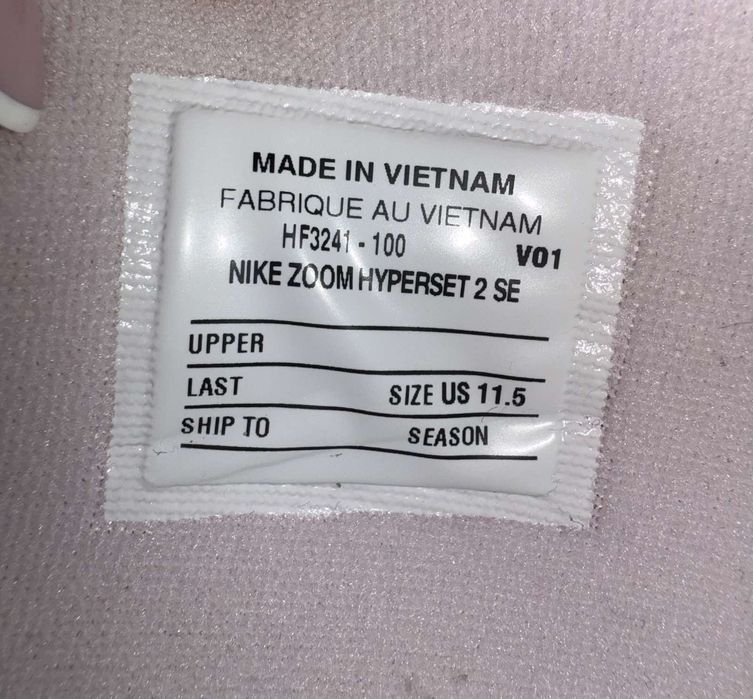 MADE IN VIETNAM
FABRIQUE AU VIETNAM
HF3241 - 100 V01
NIKE ZOOM HYPERSET 2 SE
UPPER
LAST SIZE US 11.5
SHIP TO SEASON